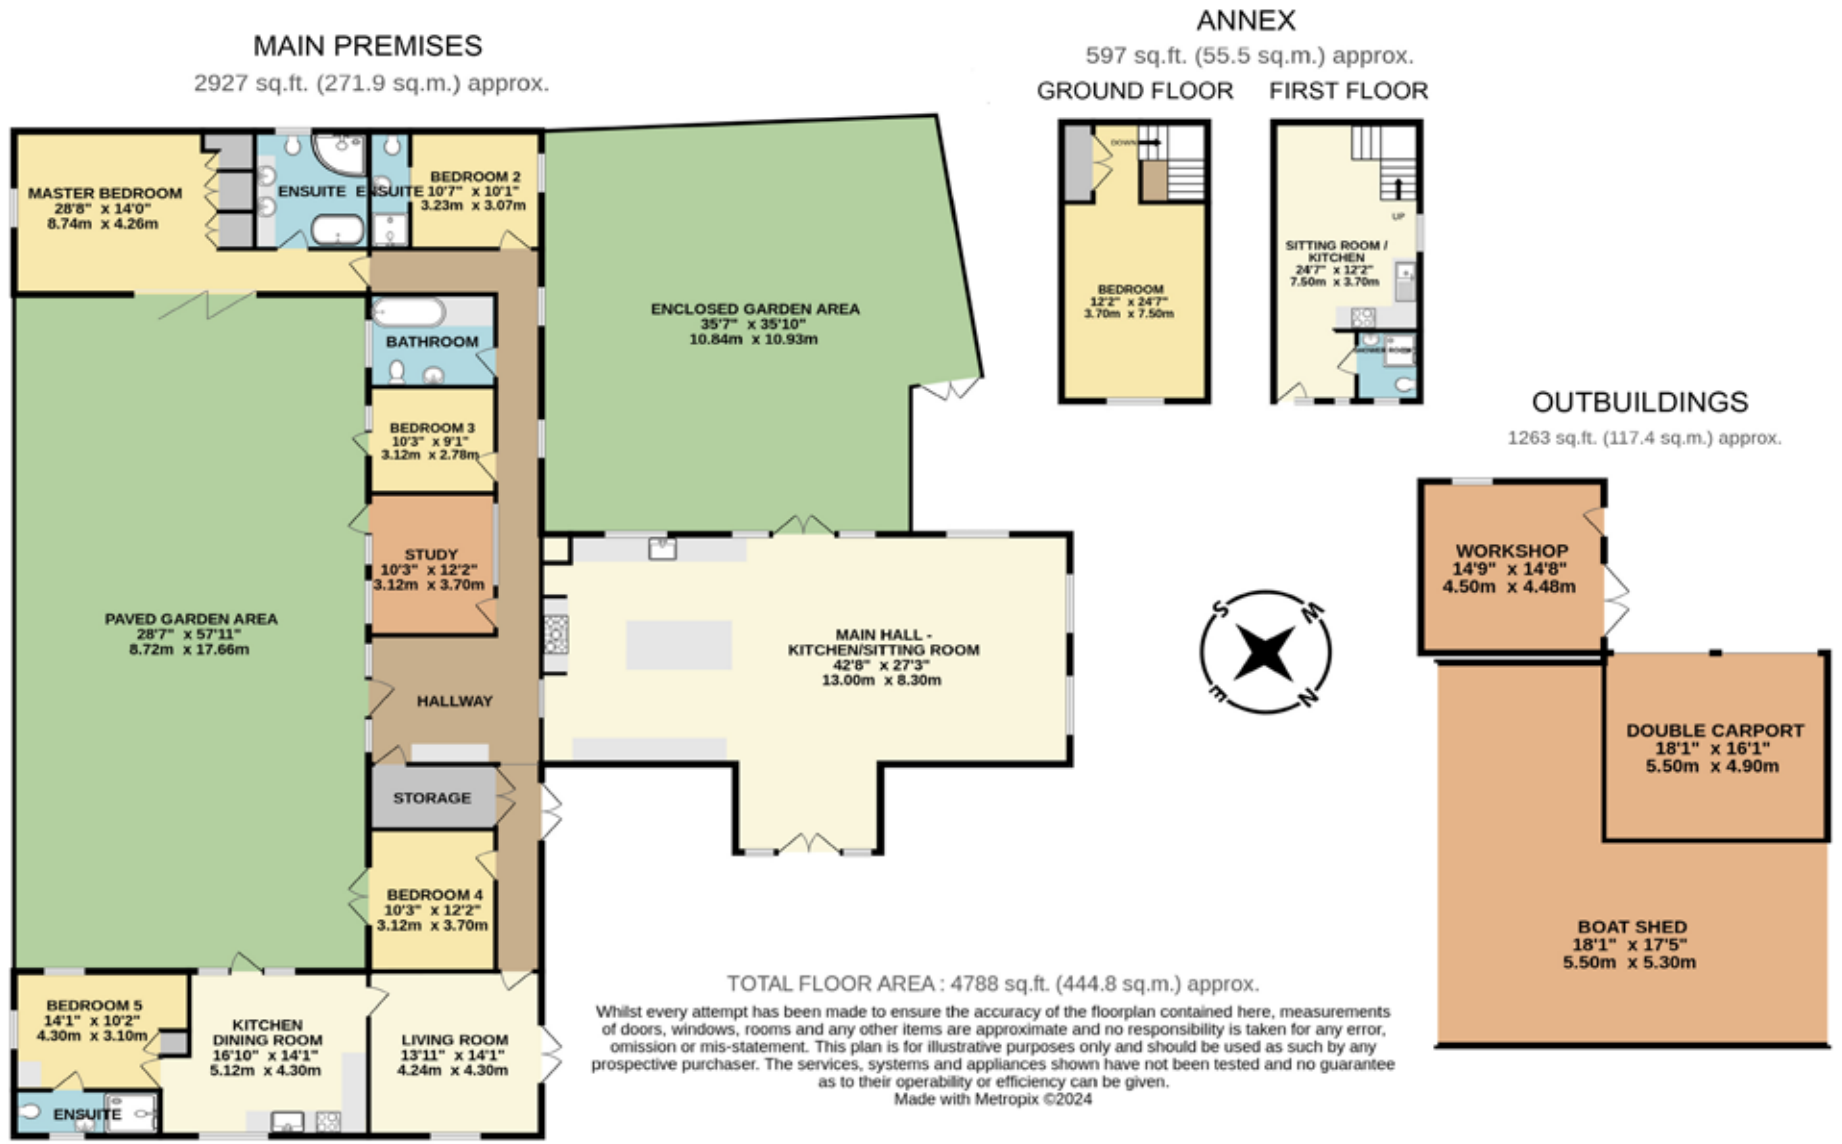 MAIN PREMISES
2927 sq.ft. (271.9 sq.m.) approx.
ANNEX
597 sq.ft. (55.5 sq.m.) approx.
GROUND FLOOR
FIRST FLOOR
MASTER BEDROOM
28'8" x 14'0"
8.74m x 4.26m
ENSUITE
ENSUITE
BEDROOM 2
10'7" x 10'1"
3.23m x 3.07m
BATHROOM
BEDROOM 3
10'3" x 9'1"
3.12m x 2.78m
STUDY
10'3" x 12'2"
3.12m x 3.70m
HALLWAY
STORAGE
BEDROOM 4
10'3" x 12'2"
3.12m x 3.70m
PAVED GARDEN AREA
28'7" x 57'11"
8.72m x 17.66m
BEDROOM 5
14'1" x 10'2"
4.30m x 3.10m
ENSUITE
KITCHEN
DINING ROOM
16'10" x 14'1"
5.12m x 4.30m
LIVING ROOM
13'11" x 14'1"
4.24m x 4.30m
ENCLOSED GARDEN AREA
35'7" x 35'10"
10.84m x 10.93m
MAIN HALL -
KITCHEN/SITTING ROOM
42'8" x 27'3"
13.00m x 8.30m
DOWN
BEDROOM
12'2" x 24'7"
3.70m x 7.50m
UP
SITTING ROOM /
KITCHEN
24'7" x 12'2"
7.50m x 3.70m
SHOWER ROOM
S
W
E
N
OUTBUILDINGS
1263 sq.ft. (117.4 sq.m.) approx.
WORKSHOP
14'9" x 14'8"
4.50m x 4.48m
DOUBLE CARPORT
18'1" x 16'1"
5.50m x 4.90m
BOAT SHED
18'1" x 17'5"
5.50m x 5.30m
TOTAL FLOOR AREA : 4788 sq.ft. (444.8 sq.m.) approx.
Whilst every attempt has been made to ensure the accuracy of the floorplan contained here, measurements
of doors, windows, rooms and any other items are approximate and no responsibility is taken for any error,
omission or mis-statement. This plan is for illustrative purposes only and should be used as such by any
prospective purchaser. The services, systems and appliances shown have not been tested and no guarantee
as to their operability or efficiency can be given.
Made with Metropix ©2024